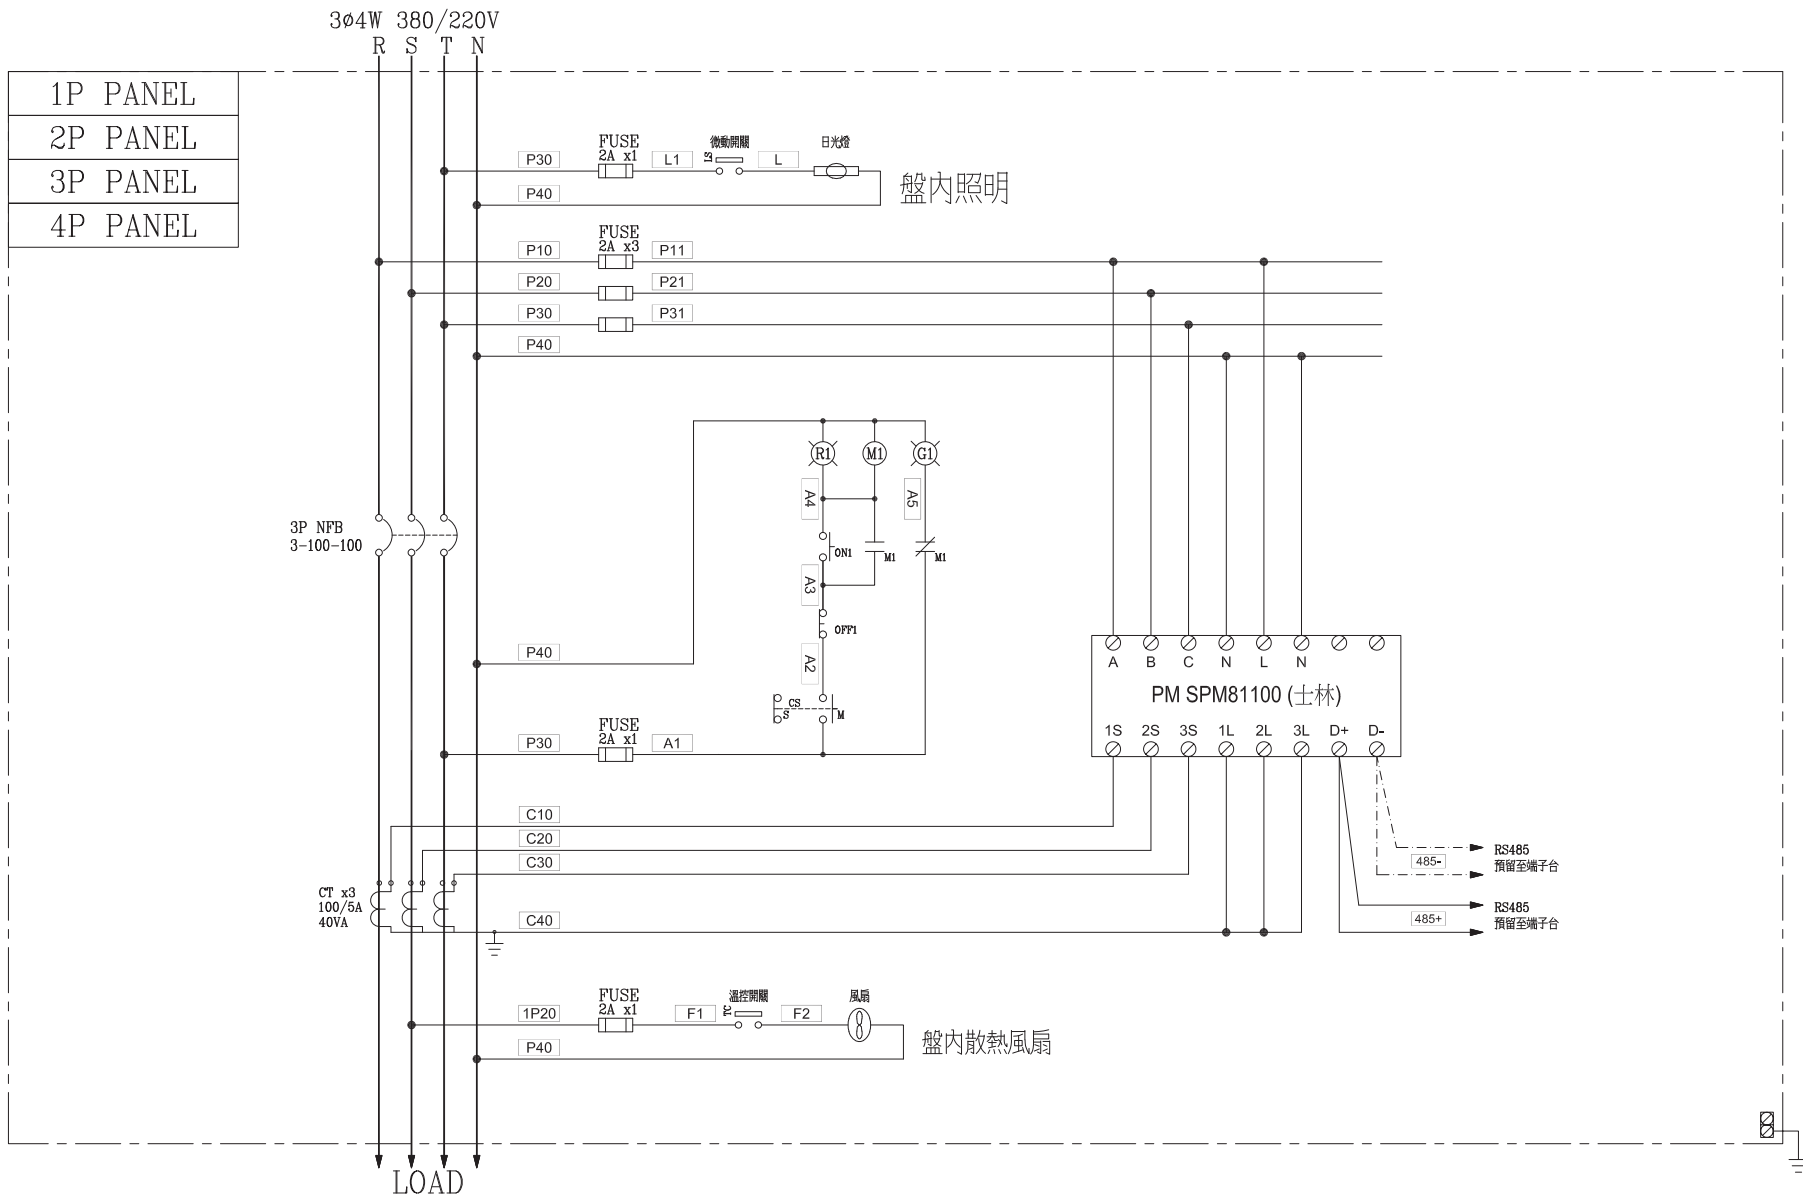 3ø4W 380/220V
R S T N
1P PANEL
2P PANEL
3P PANEL
4P PANEL
P30
FUSE
2A x1
L1
微動開關
LS
L
日光燈
P40
盤內照明
P10
FUSE
2A x3
P11
P20
P21
P30
P31
P40
R1
M1
G1
A4
A5
3P NFB
3-100-100
ON1
M1
M1
A3
OFF1
P40
A2
CS
S
M
P30
FUSE
2A x1
A1
A B C N L N
PM SPM81100 (士林)
1S 2S 3S 1L 2L 3L D+ D-
C10
C20
C30
CT x3
100/5A
40VA
C40
485-
RS485
預留至端子台
485+
RS485
預留至端子台
1P20
FUSE
2A x1
F1
溫控開關
TC
F2
風扇
P40
盤內散熱風扇
LOAD